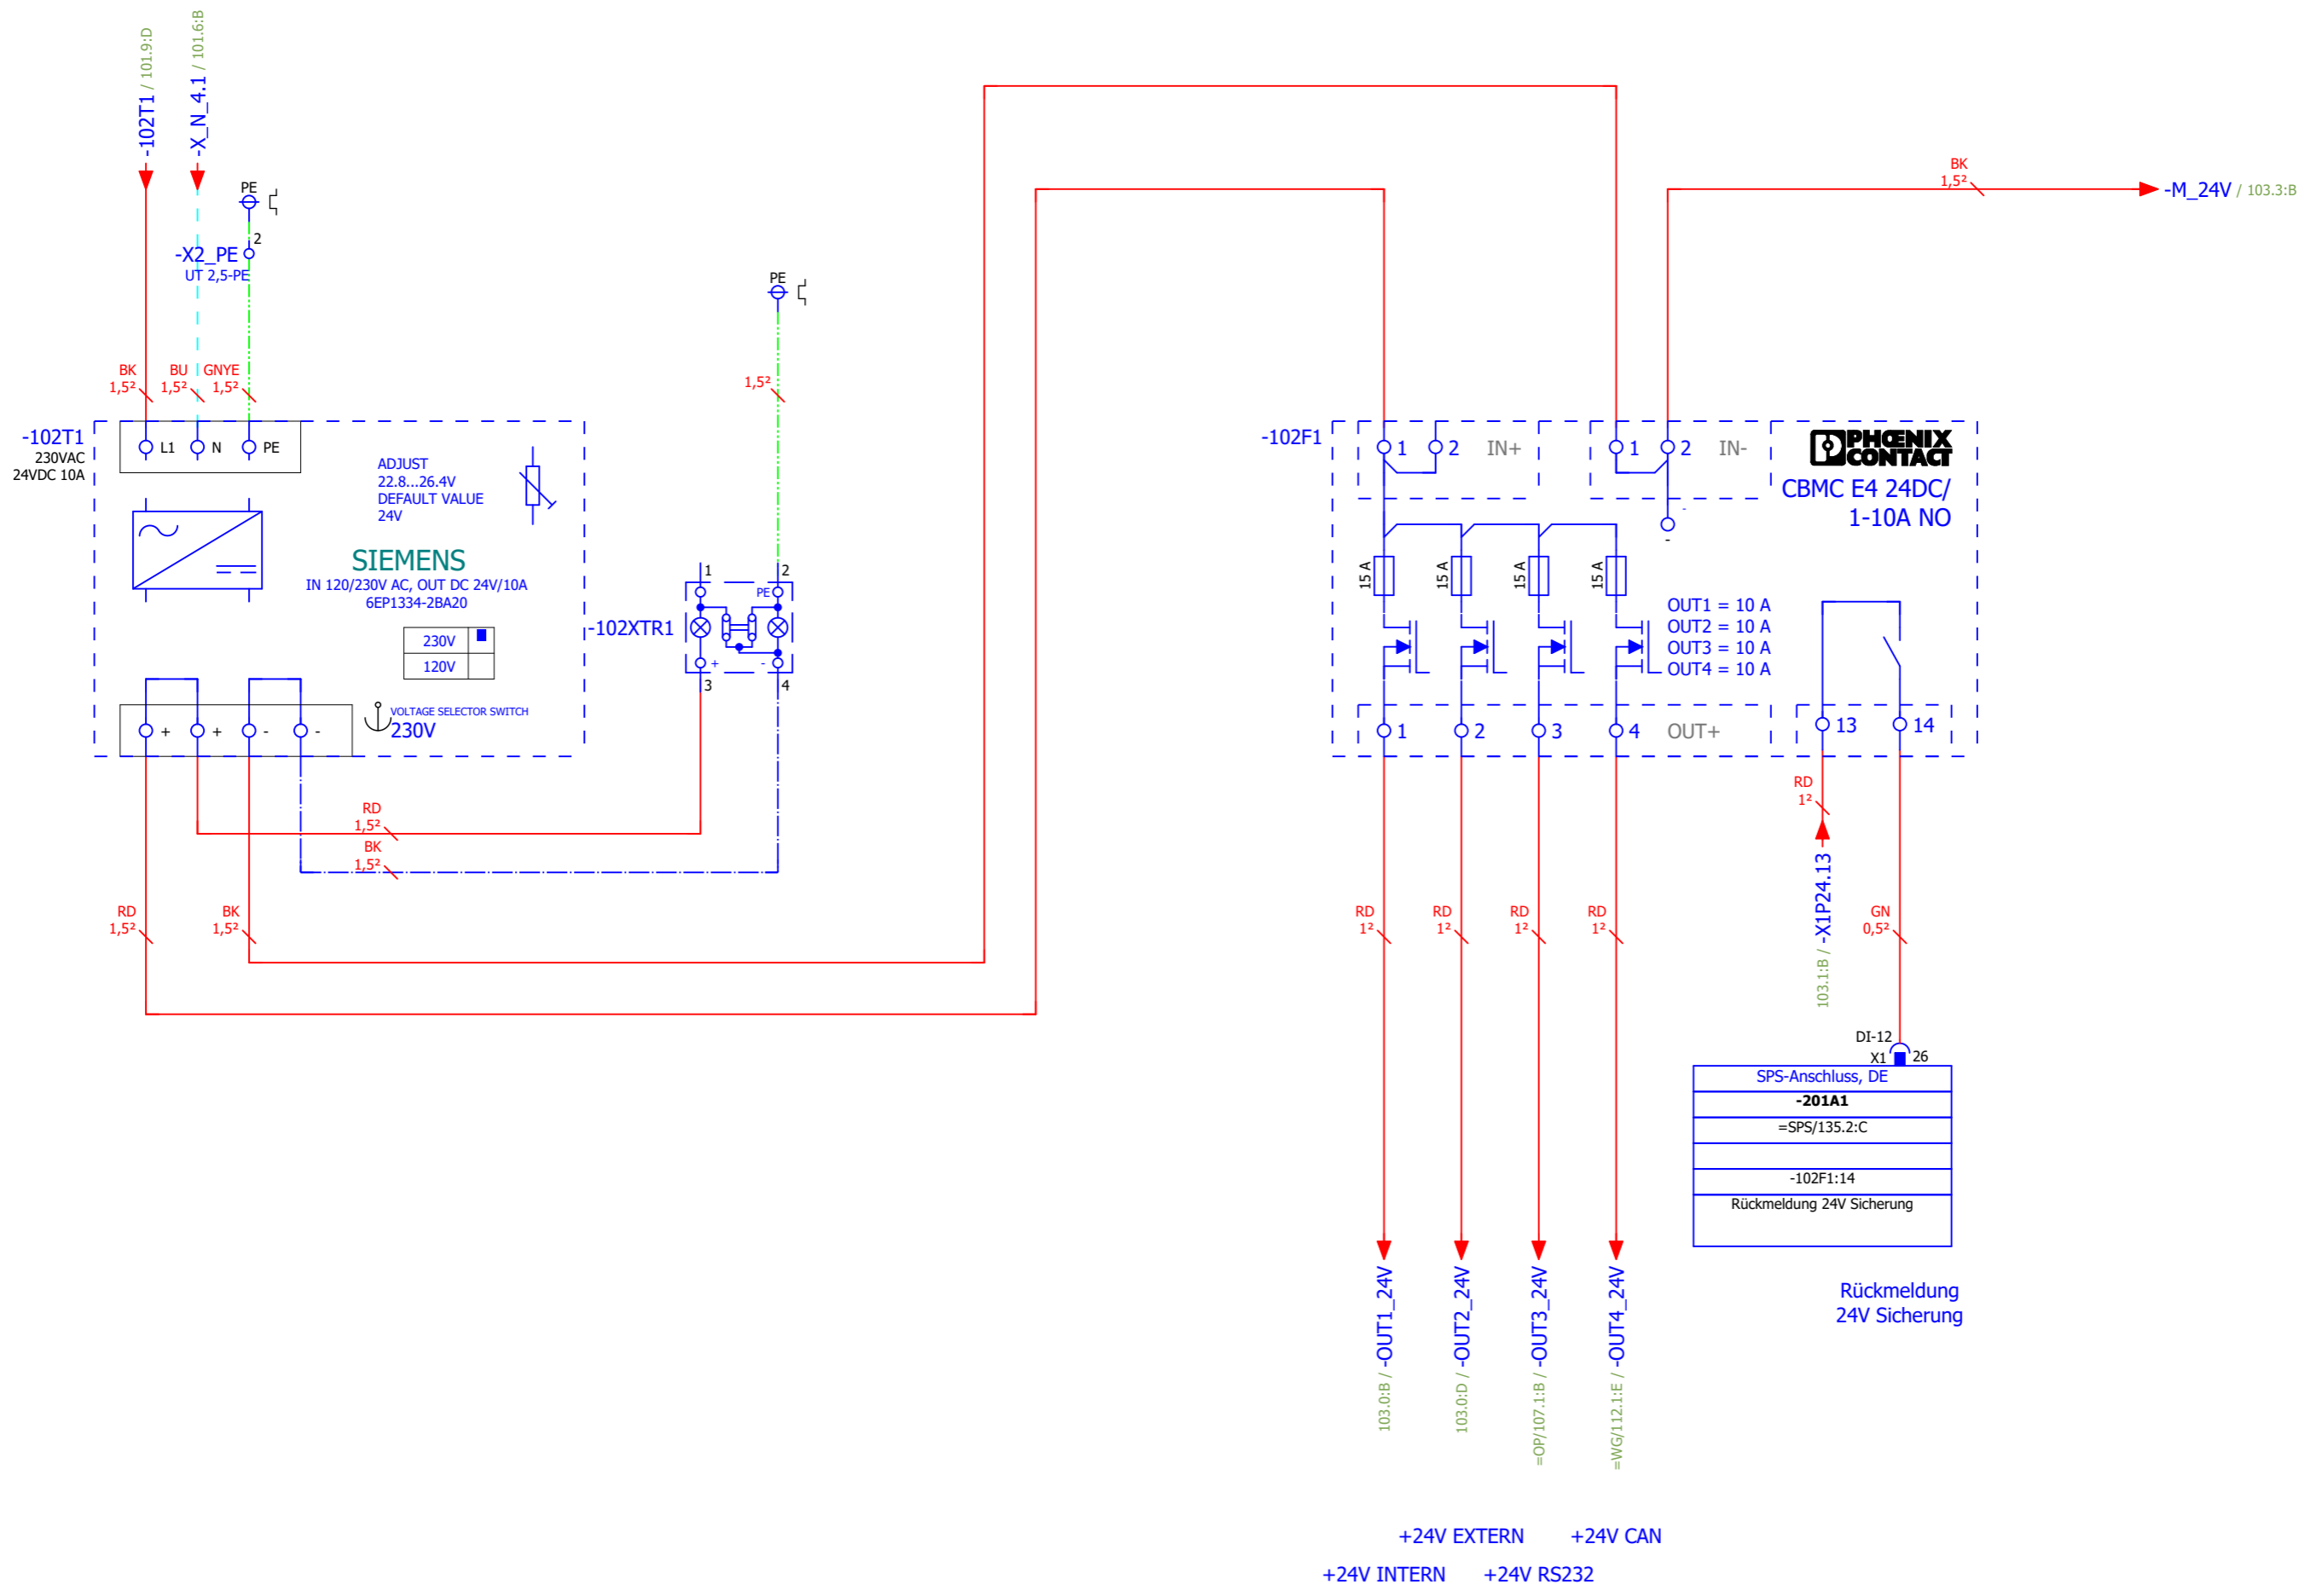 -102T1 / 101.9:D
-X_N_4.1 / 101.6:B
PE
2
-X2_PE
UT 2,5-PE
BK
1,5²
BU
1,5²
GNYE
1,5²
BK
1,5²
-M_24V / 103.3:B
PE
1,5²
-102T1
230VAC
24VDC 10A
L1
N
PE
ADJUST
22.8...26.4V
DEFAULT VALUE
24V
SIEMENS
IN 120/230V AC, OUT DC 24V/10A
6EP1334-2BA20
230V
120V
VOLTAGE SELECTOR SWITCH
230V
+
+
-
-
-102XTR1
1
2
PE
+
-
3
4
RD
1,5²
BK
1,5²
RD
1,5²
BK
1,5²
-102F1
1
2
IN+
1
2
IN-
PHŒNIX
CONTACT
CBMC E4 24DC/
1-10A NO
-
-
15 A
15 A
15 A
15 A
OUT1 = 10 A
OUT2 = 10 A
OUT3 = 10 A
OUT4 = 10 A
1
2
3
4
OUT+
13
14
RD
1²
103.1:B / -X1P24.13
RD
1²
RD
1²
RD
1²
RD
1²
GN
0,5²
DI-12
X1
26
SPS-Anschluss, DE
-201A1
=SPS/135.2:C
-102F1:14
Rückmeldung 24V Sicherung
Rückmeldung
24V Sicherung
103.0:B / -OUT1_24V
103.0:D / -OUT2_24V
=OP/107.1:B / -OUT3_24V
=WG/112.1:E / -OUT4_24V
+24V EXTERN
+24V CAN
+24V INTERN
+24V RS232